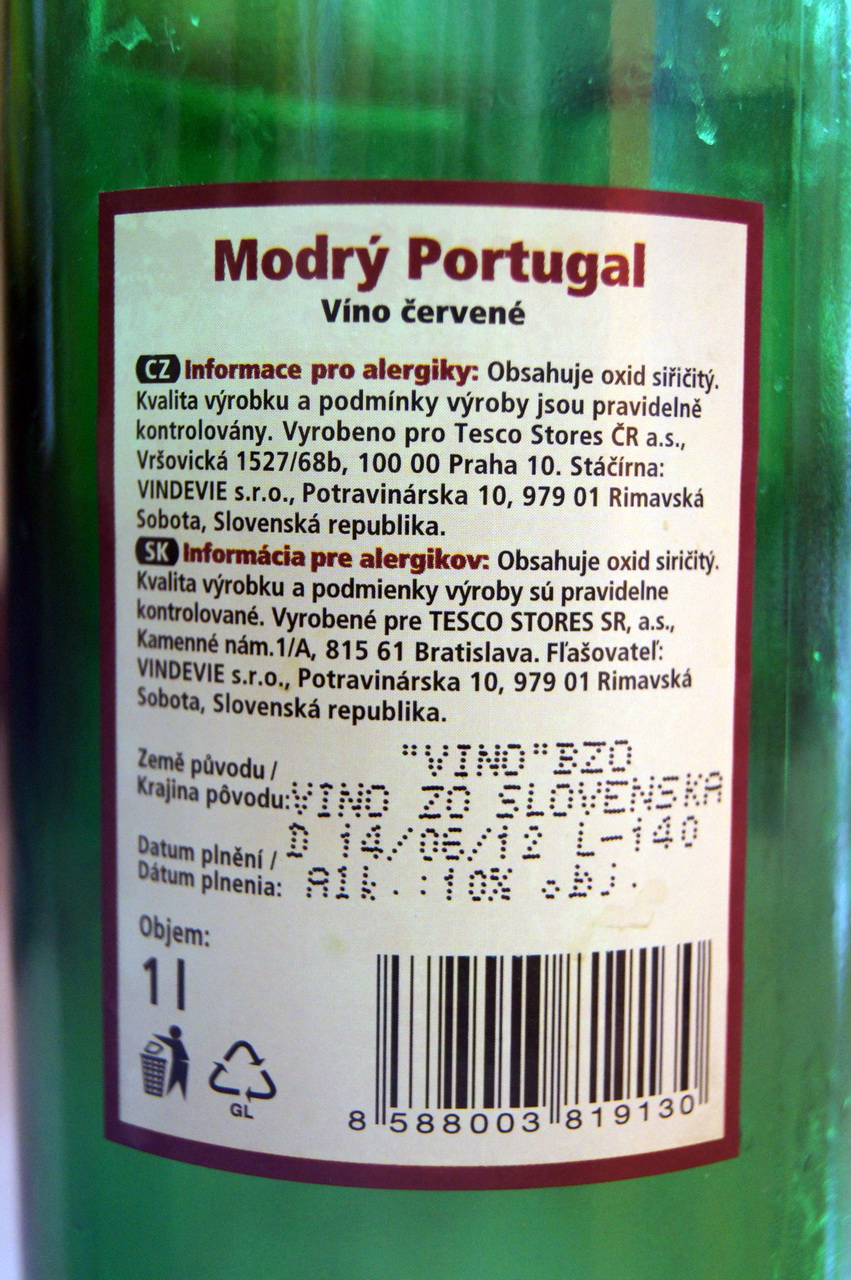 Modrý Portugal
Víno červené
CZ Informace pro alergiky: Obsahuje oxid siřičitý.
Kvalita výrobku a podmínky výroby jsou pravidelně
kontrolovány. Vyrobeno pro Tesco Stores ČR a.s.,
Vršovická 1527/68b, 100 00 Praha 10. Stáčírna:
VINDEVIE s.r.o., Potravinárska 10, 979 01 Rimavská
Sobota, Slovenská republika.
SK Informácia pre alergikov: Obsahuje oxid siričitý.
Kvalita výrobku a podmienky výroby sú pravidelne
kontrolované. Vyrobené pre TESCO STORES SR, a.s.,
Kamenné nám.1/A, 815 61 Bratislava. Fľašovateľ:
VINDEVIE s.r.o., Potravinárska 10, 979 01 Rimavská
Sobota, Slovenská republika.
Země původu / "VINO"BZO
Krajina pôvodu: VINO ZO SLOVENSKA
Datum plnění / D 14/06/12 L-140
Dátum plnenia: Alk.:10% obj.
Objem:
1 l
GL
8 588003 819130